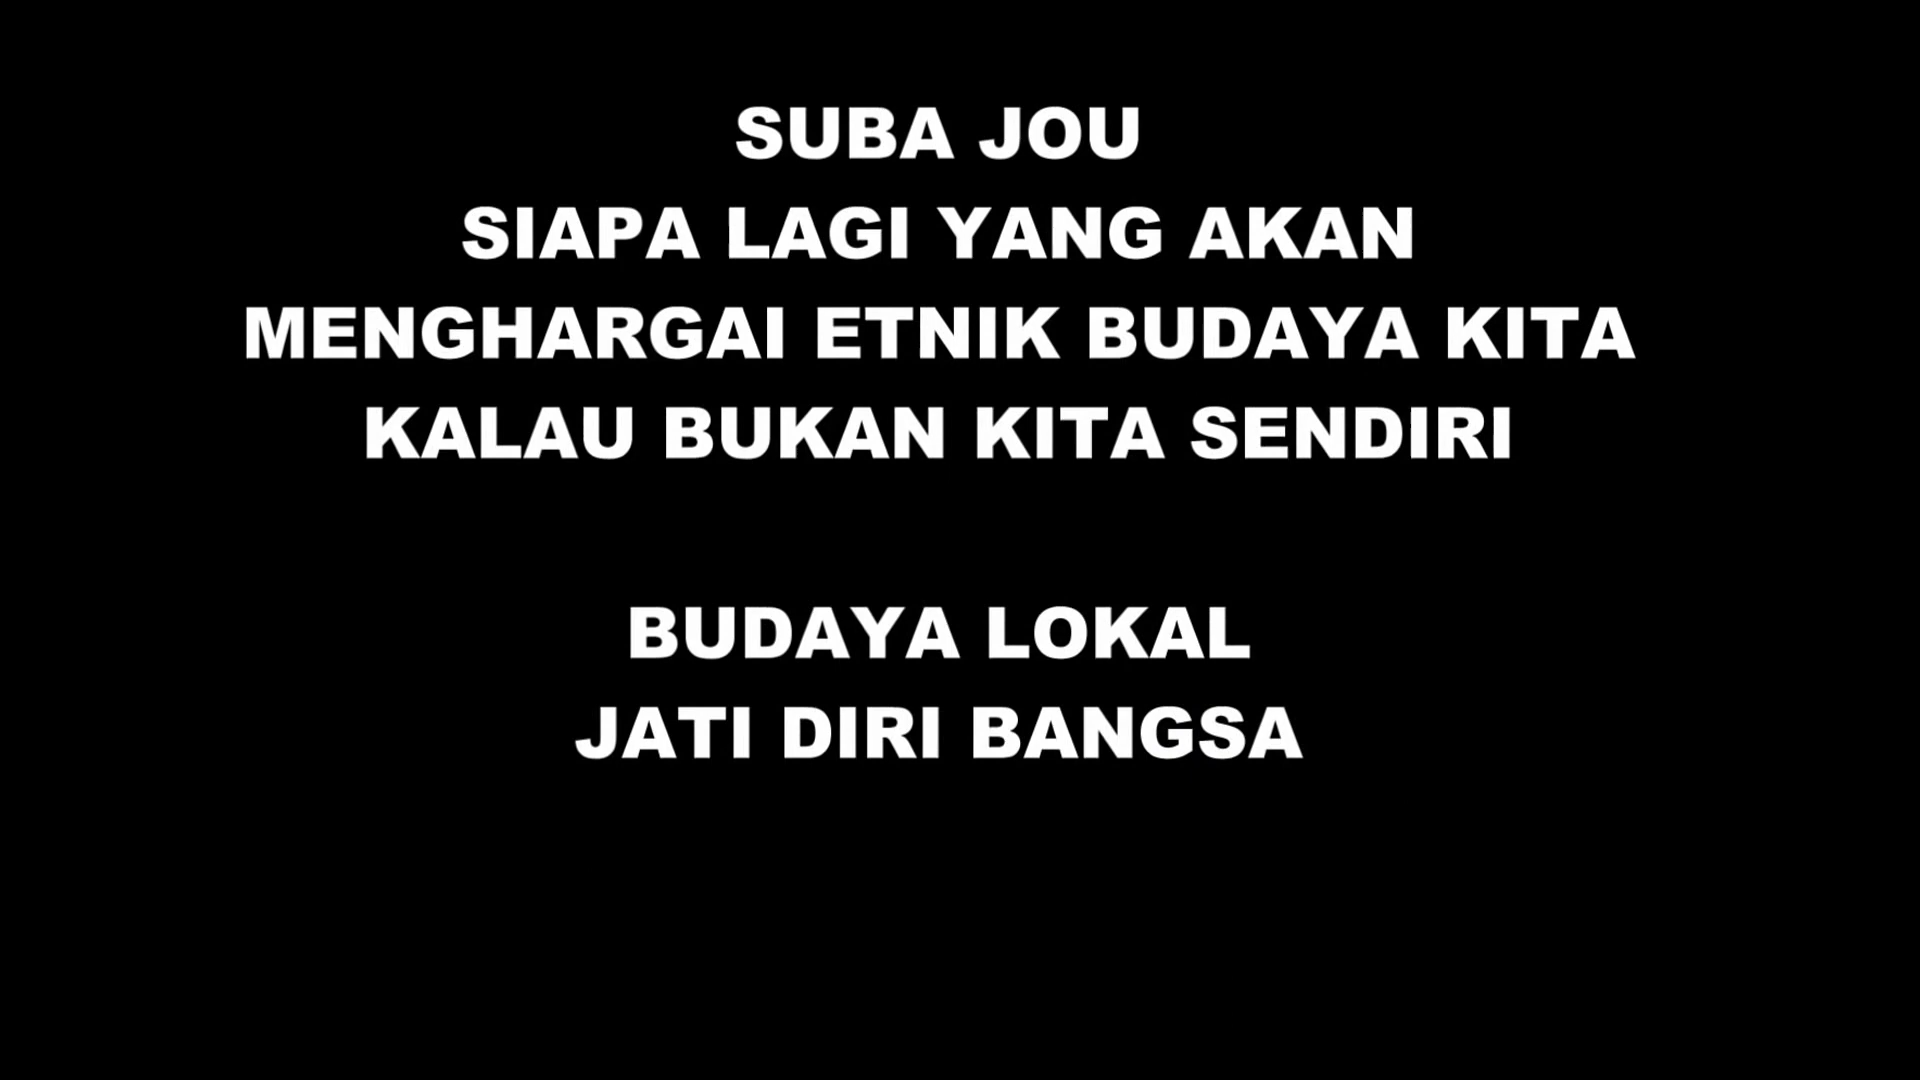 SUBA JOU
SIAPA LAGI YANG AKAN
MENGHARGAI ETNIK BUDAYA KITA
KALAU BUKAN KITA SENDIRI
BUDAYA LOKAL
JATI DIRI BANGSA